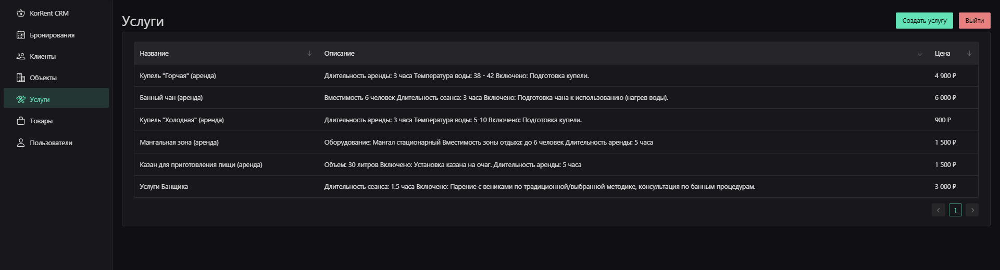 KorRent CRM
Бронирования
Клиенты
Объекты
Услуги
Товары
Пользователи
Услуги
Создать услугу
Выйти
Название Описание Цена
Купель "Горчая" (аренда) Длительность аренды: 3 часа Температура воды: 38 - 42 Включено: Подготовка купели. 4 900 ₽
Банный чан (аренда) Вместимость 6 человек Длительность сеанса: 3 часа Включено: Подготовка чана к использованию (нагрев воды). 6 000 ₽
Купель "Холодная" (аренда) Длительность аренды: 3 часа Температура воды: 5-10 Включено: Подготовка купели. 900 ₽
Мангальная зона (аренда) Оборудование: Мангал стационарный Вместимость зоны отдыха: до 6 человек Длительность аренды: 5 часа 1 500 ₽
Казан для приготовления пищи (аренда) Объем: 30 литров Включено: Установка казана на очаг. Длительность аренды: 5 часа 1 500 ₽
Услуги Банщика Длительность сеанса: 1.5 часа Включено: Парение с вениками по традиционной/выбранной методике, консультация по банным процедурам. 3 000 ₽
1